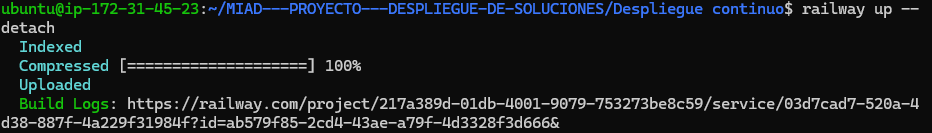 ubuntu@ip-172-31-45-23:~/MIAD---PROYECTO---DESPLIEGUE-DE-SOLUCIONES/Despliegue continuo$ railway up --
detach
  Indexed
  Compressed [====================] 100%
  Uploaded
  Build Logs: https://railway.com/project/217a389d-01db-4001-9079-753273be8c59/service/03d7cad7-520a-4
d38-887f-4a229f31984f?id=ab579f85-2cd4-43ae-a79f-4d3328f3d666&